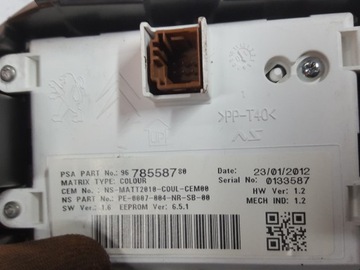 >PP-T40<
PSA PART No.: 96 785587 80
23/01/2012
MATRIX TYPE: COLOUR
Serial No: 0133587
CEM No.: NS-MATT2010-COUL-CEM00
HW Ver: 1.2
NS PART No: PE-8007-004-NR-SB-00
MECH IND: 1.2
SW Ver.: 1.6 EEPROM Ver: 6.5.1